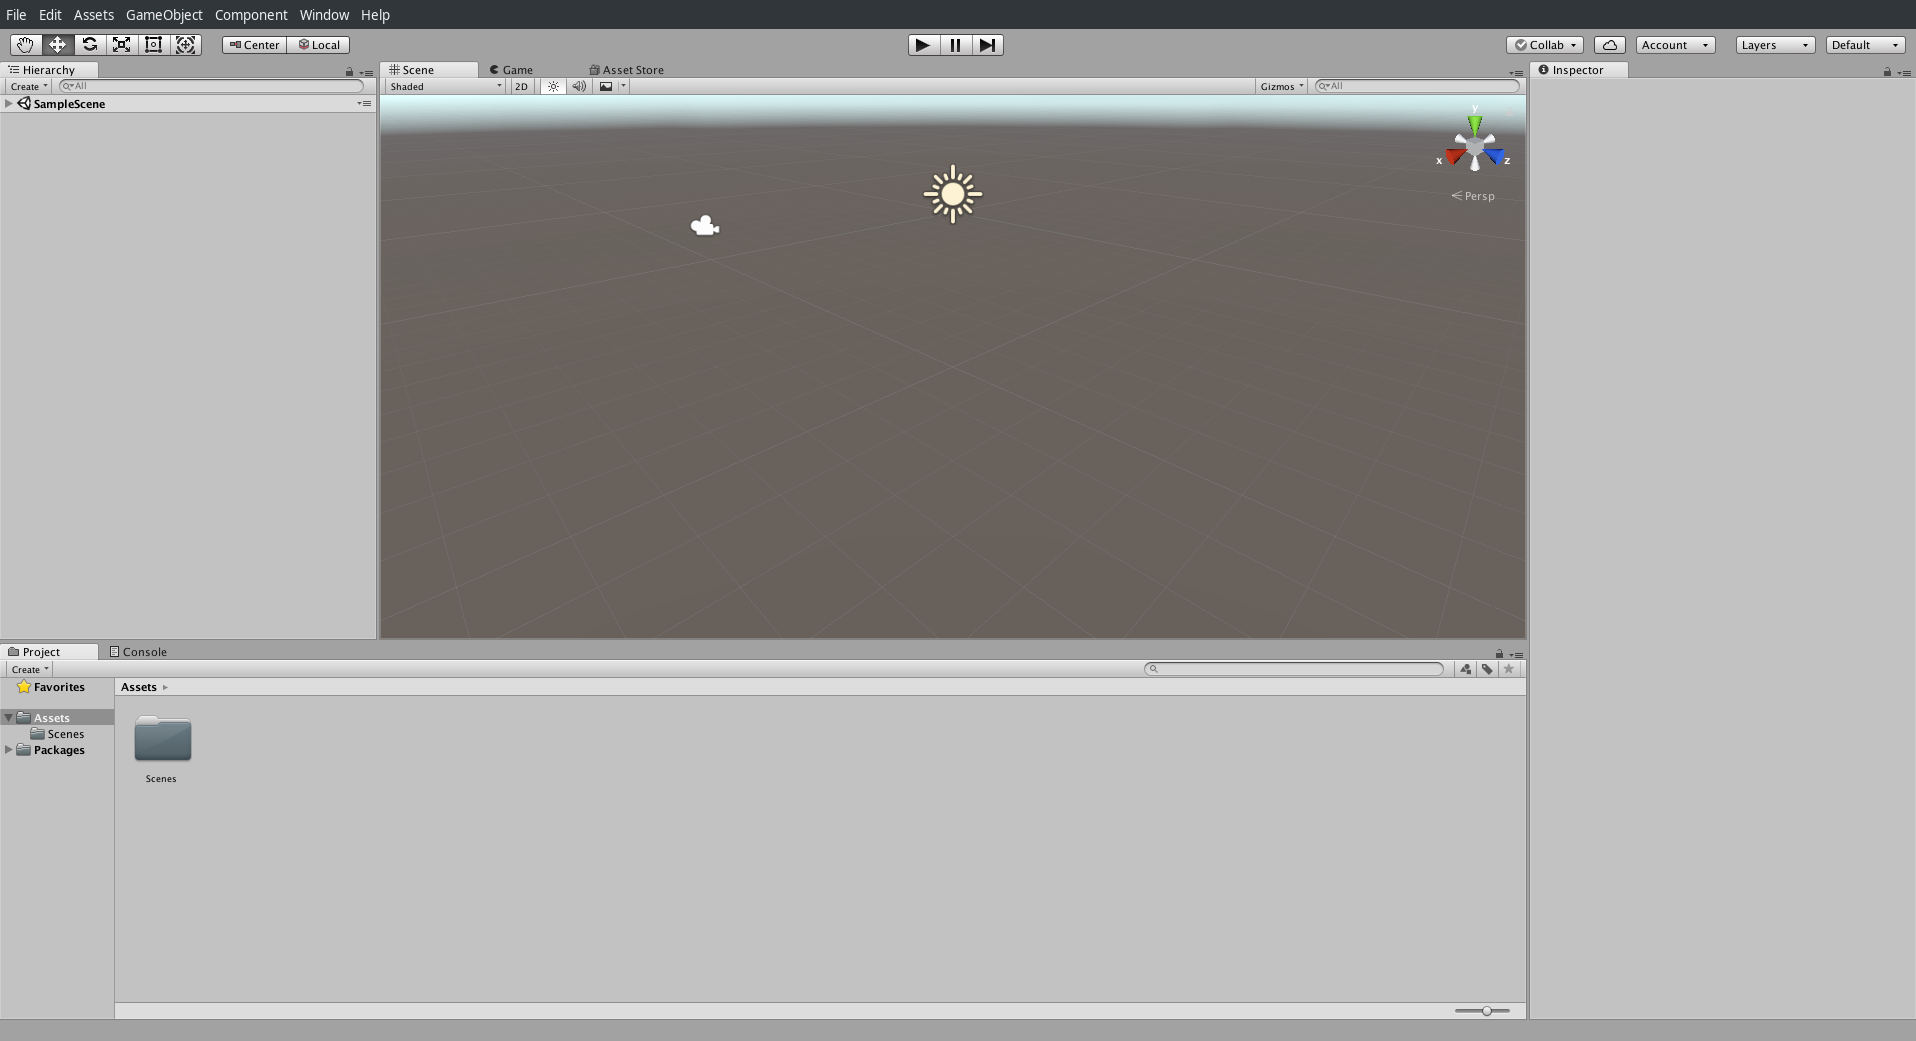 File Edit Assets GameObject Component Window Help
Center Local Collab Account Layers Default
Hierarchy
Create All
SampleScene
Scene Game Asset Store
Shaded 2D Gizmos All
y
x z
Persp
Inspector
Project Console
Create
Favorites
Assets
Scenes
Packages
Assets
Scenes